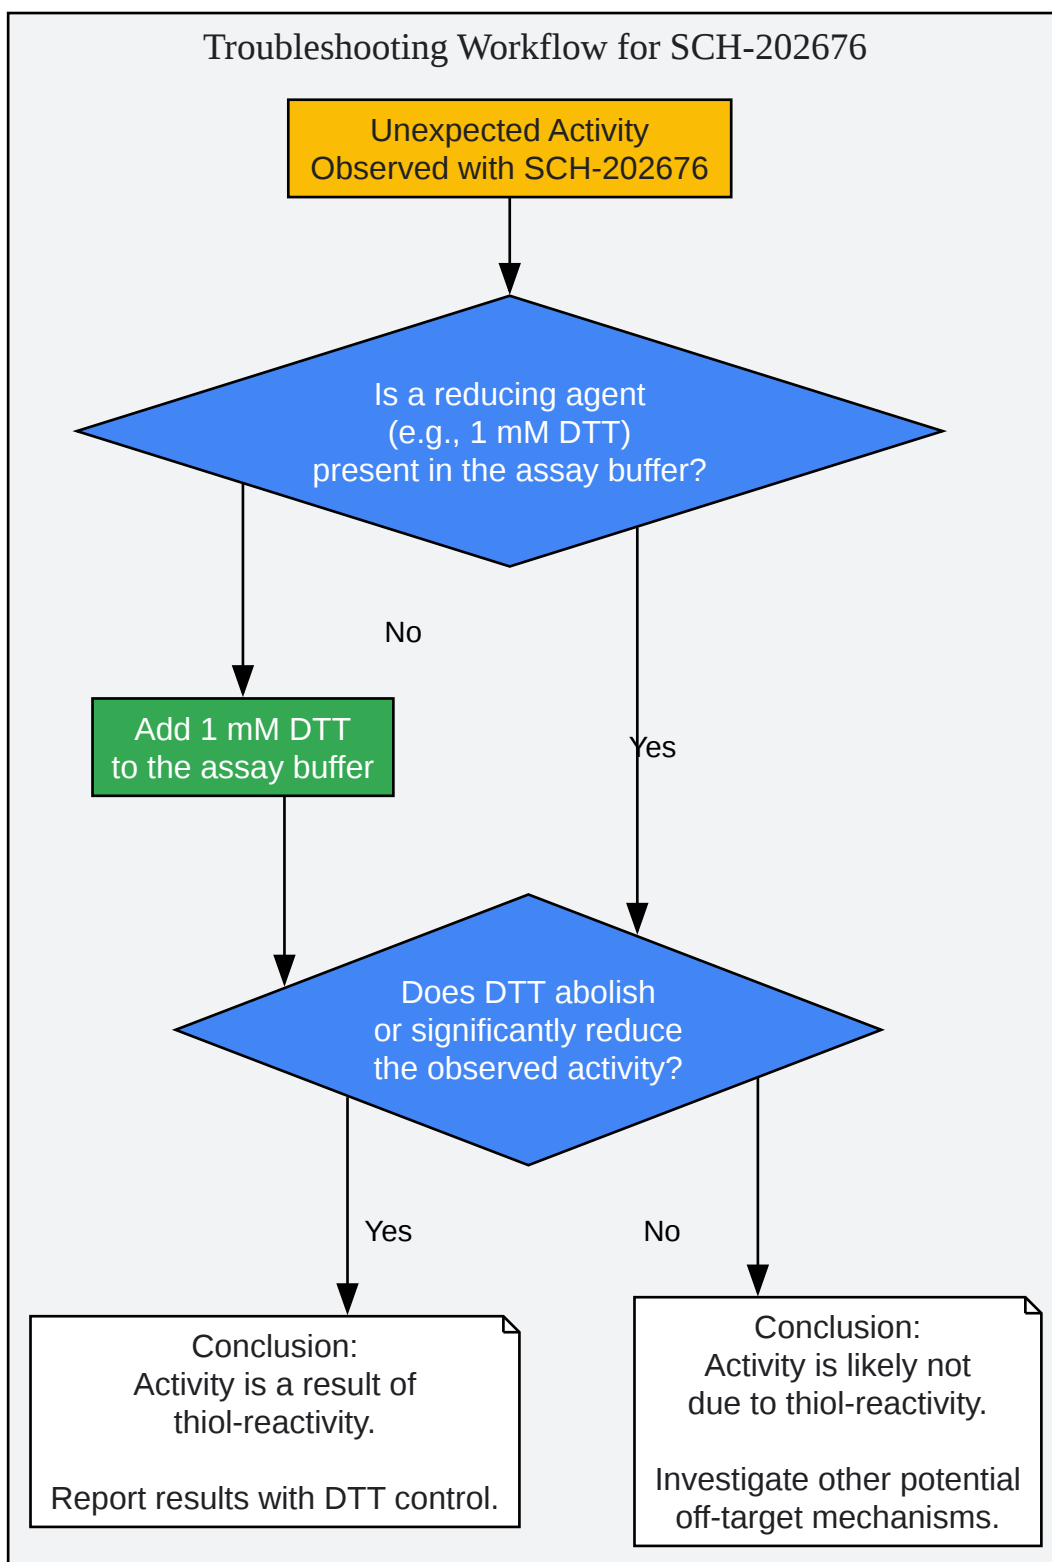 Troubleshooting Workflow for SCH-202676
Unexpected Activity
Observed with SCH-202676
Is a reducing agent
(e.g., 1 mM DTT)
present in the assay buffer?
No
Add 1 mM DTT
to the assay buffer
Yes
Does DTT abolish
or significantly reduce
the observed activity?
Yes
No
Conclusion:
Activity is a result of
thiol-reactivity.
Report results with DTT control.
Conclusion:
Activity is likely not
due to thiol-reactivity.
Investigate other potential
off-target mechanisms.